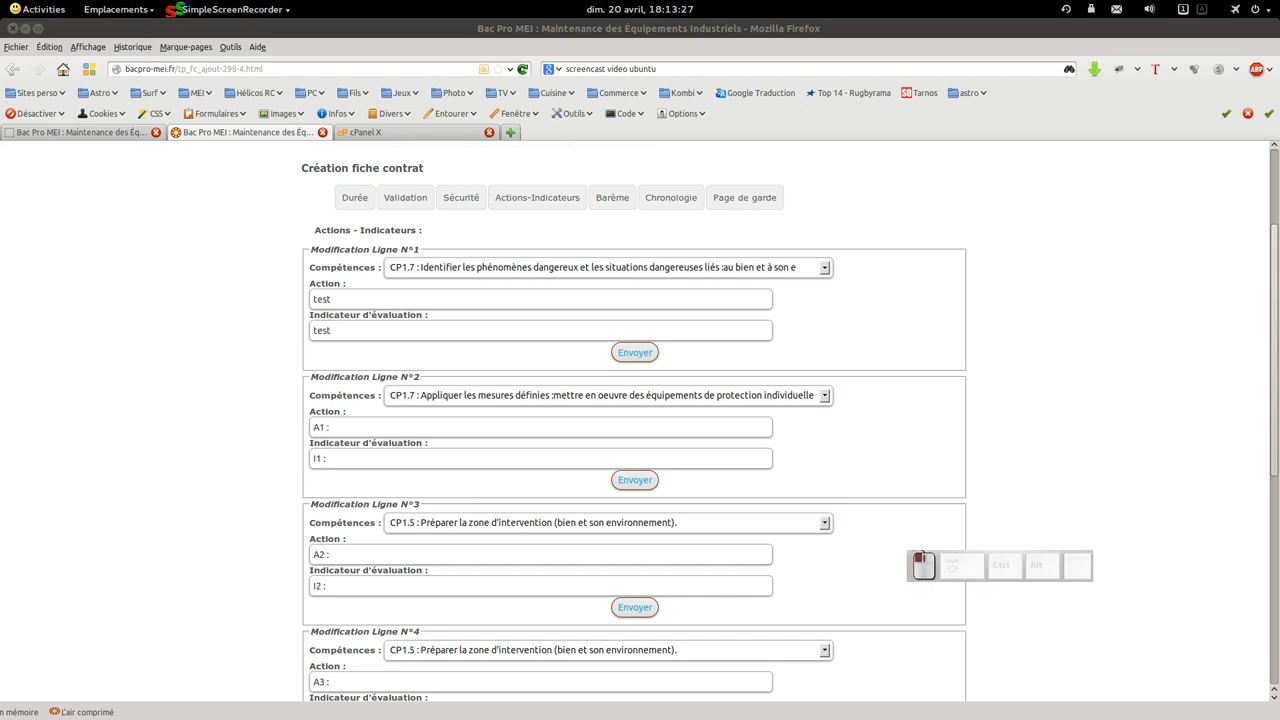 Activities Emplacements SimpleScreenRecorder dim. 20 avril, 18:13:27 1 A
Bac Pro MEI : Maintenance des Équipements Industriels - Mozilla Firefox
Fichier Édition Affichage Historique Marque-pages Outils Aide
bacpro-mei.fr/tp_fc_ajout-298-4.html screencast video ubuntu T S ABP
Sites perso Astro Surf MEI Hélicos RC PC Fils Jeux Photo TV Cuisine Commerce Kombi Google Traduction Top 14 - Rugbyrama Tarnos astro
Désactiver Cookies CSS Formulaires Images Infos Divers Entourer Fenêtre Outils Code Options
Bac Pro MEI : Maintenance des Éq... Bac Pro MEI : Maintenance des Éq... cPanel X
Création fiche contrat
Durée Validation Sécurité Actions-Indicateurs Barème Chronologie Page de garde
Actions - Indicateurs :
Modification Ligne N°1
Compétences : CP1.7 : Identifier les phénomènes dangereux et les situations dangereuses liés :au bien et à son e
Action :
test
Indicateur d'évaluation :
test
Envoyer
Modification Ligne N°2
Compétences : CP1.7 : Appliquer les mesures définies :mettre en oeuvre des équipements de protection individuelle
Action :
A1 :
Indicateur d'évaluation :
I1 :
Envoyer
Modification Ligne N°3
Compétences : CP1.5 : Préparer la zone d'intervention (bien et son environnement).
Action :
A2 :
Indicateur d'évaluation :
I2 :
Envoyer
Ctrl Alt
Modification Ligne N°4
Compétences : CP1.5 : Préparer la zone d'intervention (bien et son environnement).
Action :
A3 :
Indicateur d'évaluation :
n mémoire L'air comprimé